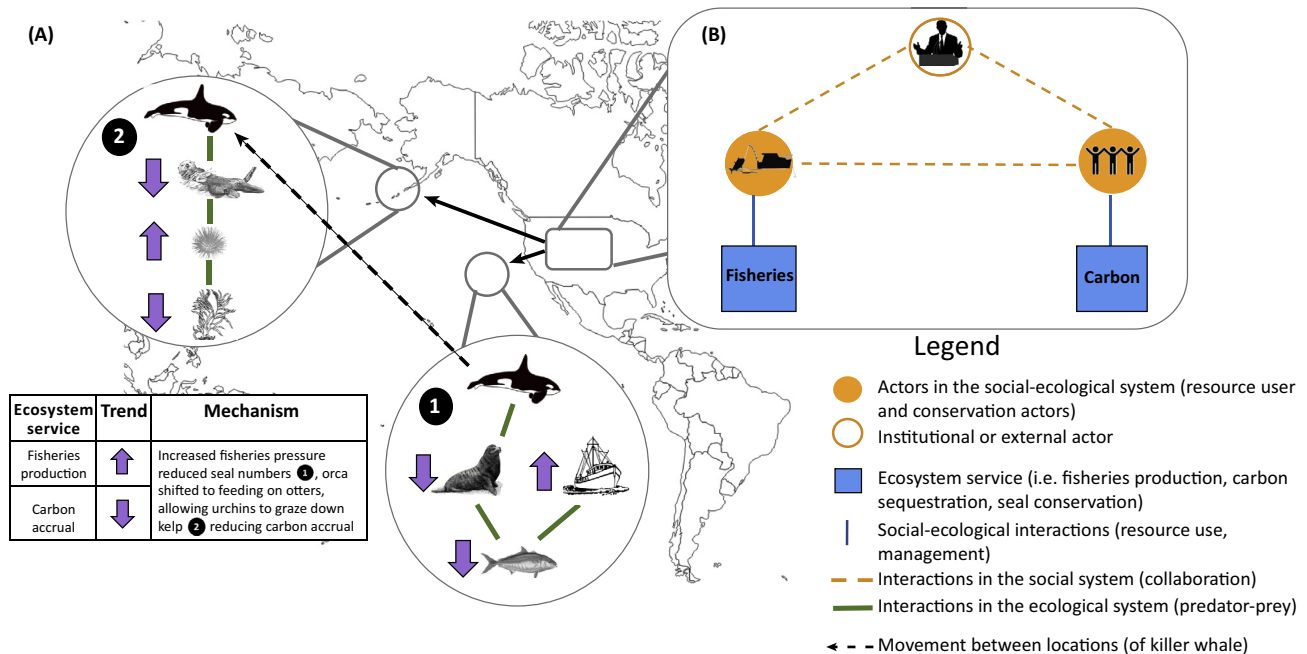 (A)
(B)
2
1
Fisheries
Carbon
Ecosystem
service
Trend
Mechanism
Fisheries
production
Carbon
accrual
Increased fisheries pressure
reduced seal numbers 1, orca
shifted to feeding on otters,
allowing urchins to graze down
kelp 2 reducing carbon accrual
Legend
Actors in the social-ecological system (resource user
and conservation actors)
Institutional or external actor
Ecosystem service (i.e. fisheries production, carbon
sequestration, seal conservation)
Social-ecological interactions (resource use,
management)
Interactions in the social system (collaboration)
Interactions in the ecological system (predator-prey)
Movement between locations (of killer whale)